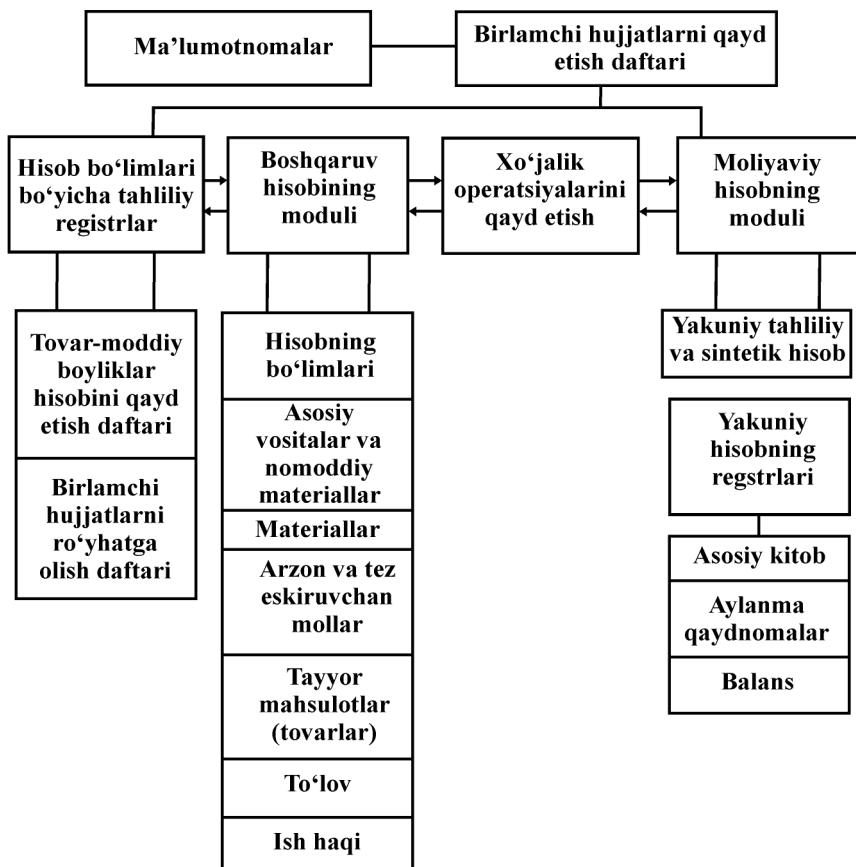 Ma’lumotnomalar
Birlamchi hujjatlarni qayd
etish daftari
Hisob bo‘limlari
bo‘yicha tahliliy
registrlar
Boshqaruv
hisobining
moduli
Xo‘jalik
operatsiyalarini
qayd etish
Moliyaviy
hisobning
moduli
Tovar-moddiy
boyliklar
hisobini qayd
etish daftari
Birlamchi
hujjatlarni
ro‘yhatga
olish daftari
Hisobning
bo‘limlari
Asosiy
vositalar va
nomoddiy
materiallar
Materiallar
Arzon va tez
eskiruvchan
mollar
Tayyor
mahsulotlar
(tovarlar)
To‘lov
Ish haqi
Yakuniy tahliliy
va sintetik hisob
Yakuniy
hisobning
regstrlari
Asosiy kitob
Aylanma
qaydnomalar
Balans